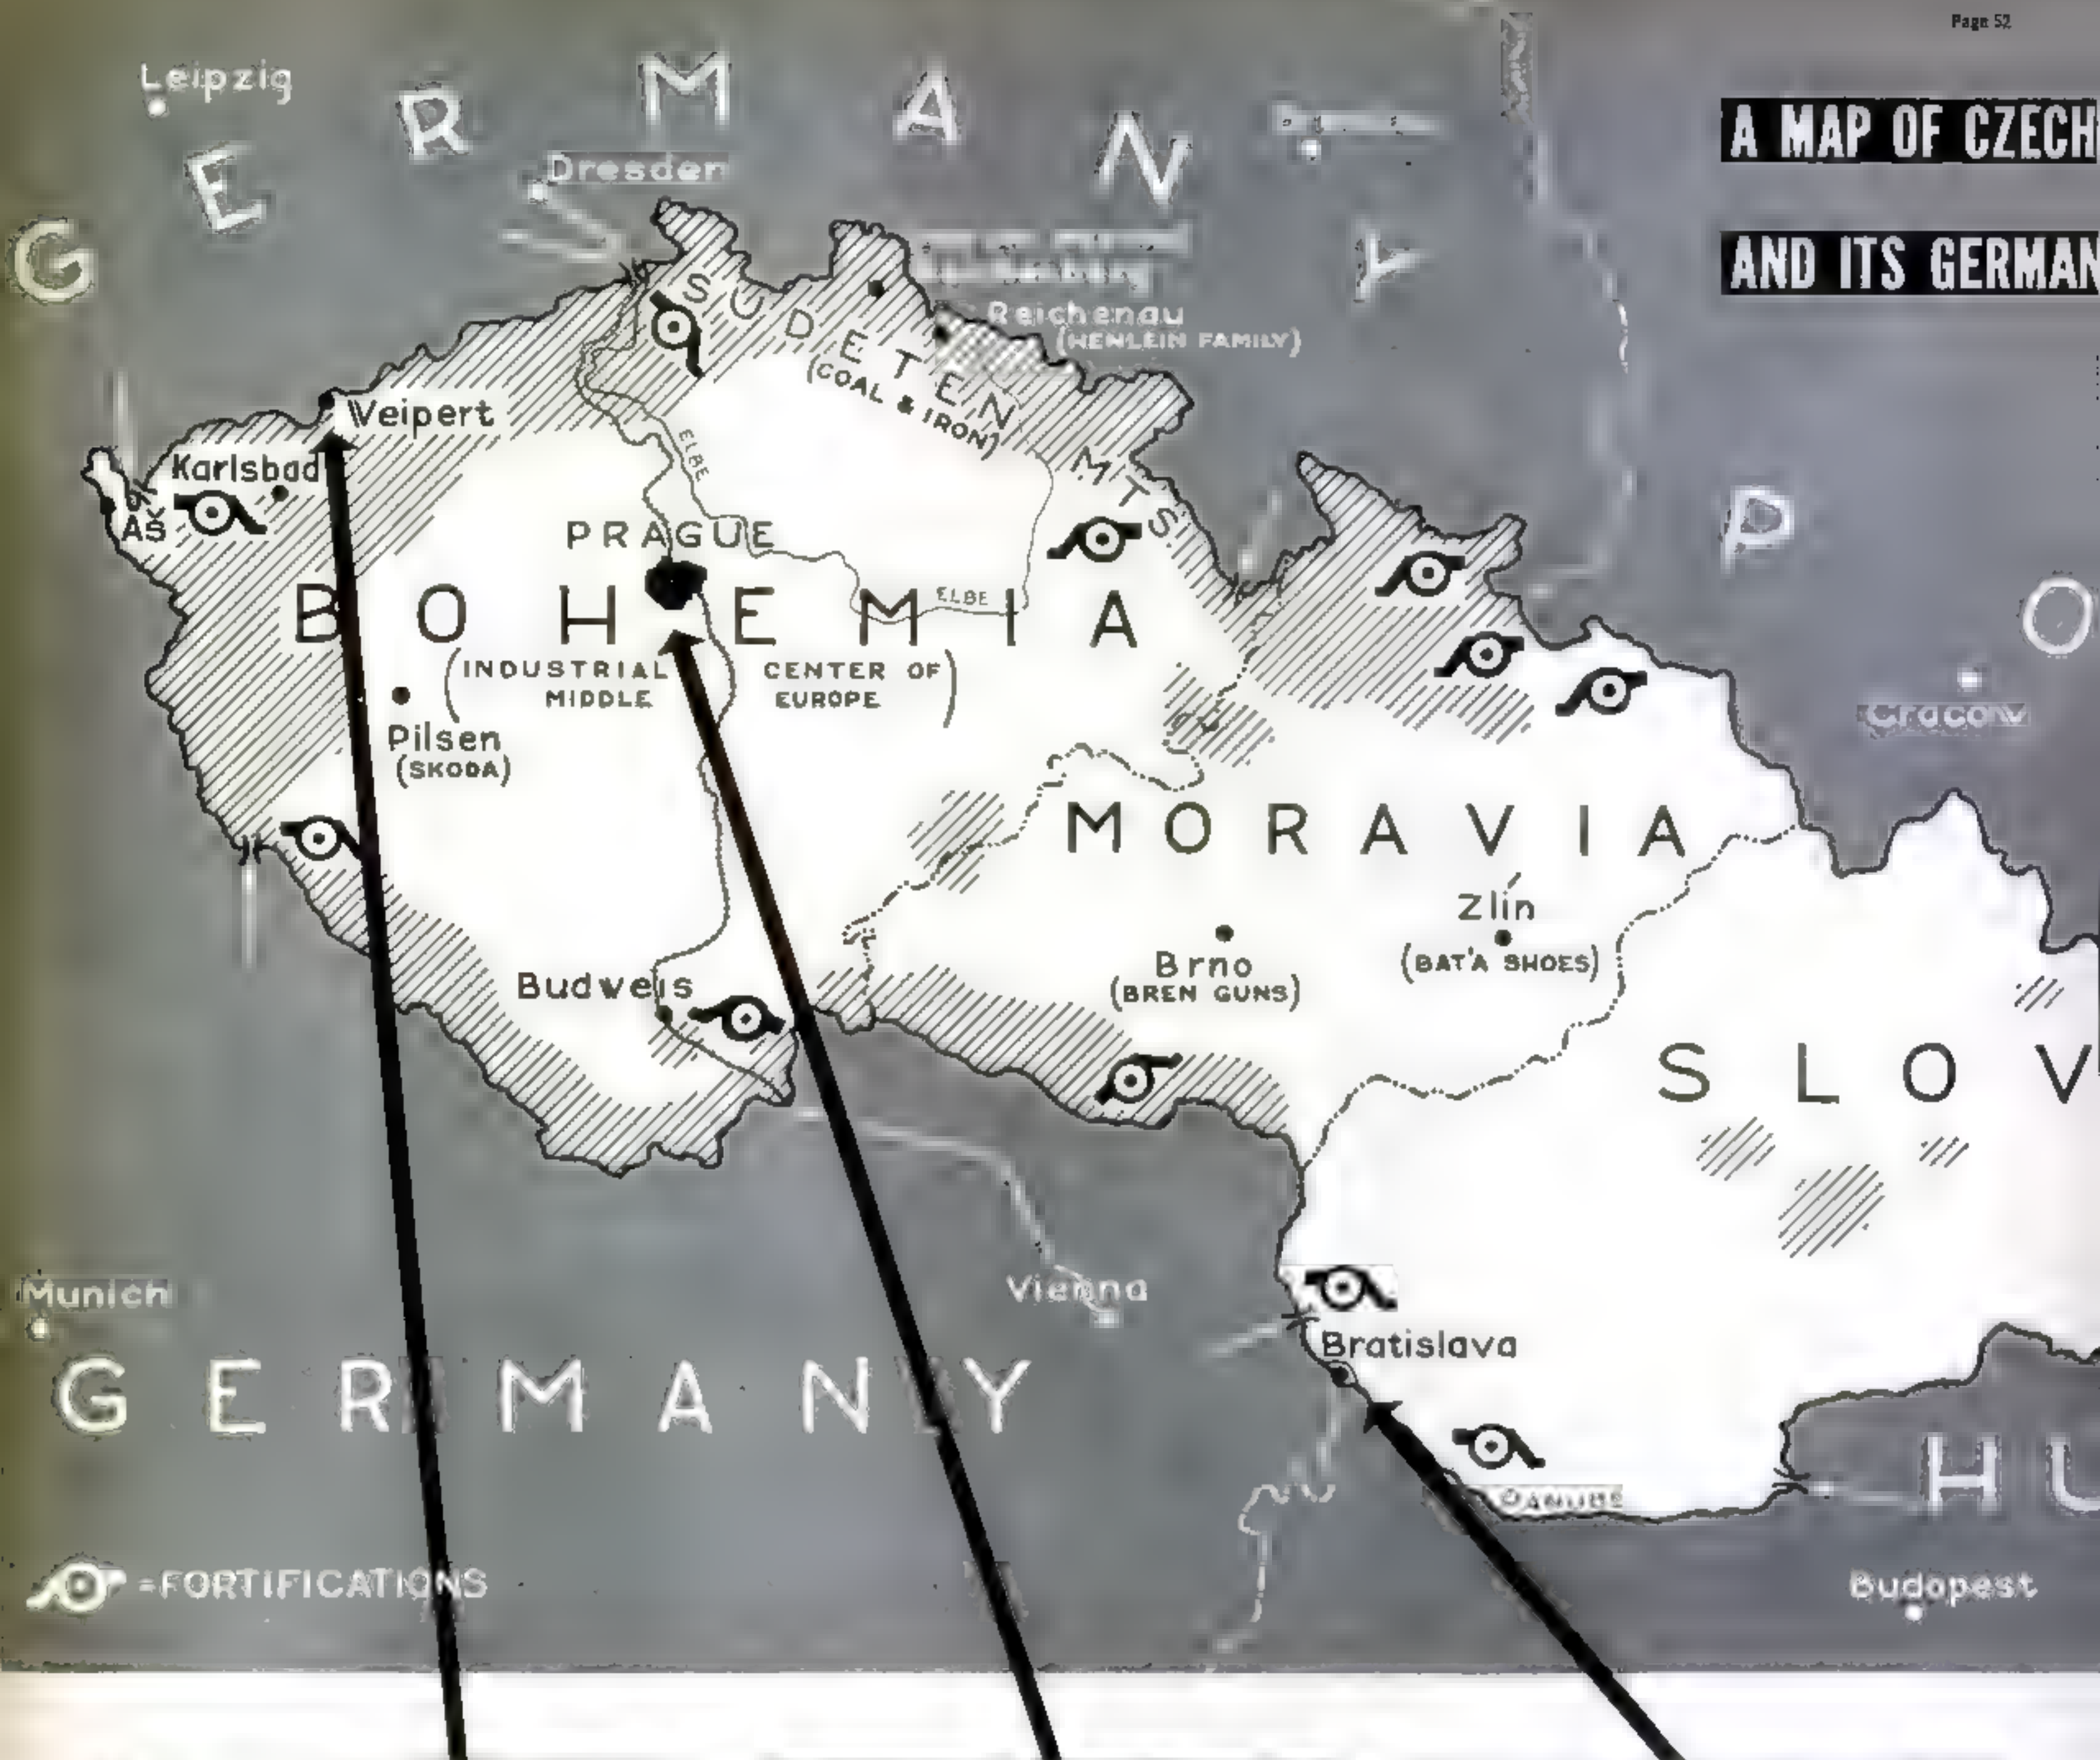 Page 52
A MAP OF CZECH
AND ITS GERMAN
Leipzig
GERMANY
Dresden
Reichenau
(HENLEIN FAMILY)
SUDETEN MTS.
(COAL & IRON)
Weipert
Karlsbad
AŠ
ELBE
PRAGUE
BOHEMIA
ELBE
(INDUSTRIAL CENTER OF
MIDDLE EUROPE)
Pilsen
(SKODA)
P
O
Cracow
MORAVIA
Zlín
(BAT'A SHOES)
Brno
(BREN GUNS)
Budweis
SLOV
Munich
Vienna
Bratislava
GERMANY
DANUBE
HU
=FORTIFICATIONS
Budapest